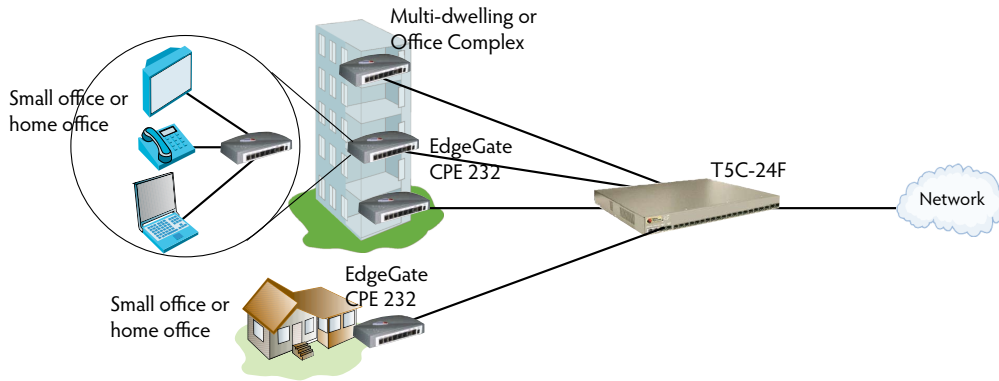 Multi-dwelling or
Office Complex
Small office or
home office
EdgeGate
CPE 232
T5C-24F
Network
EdgeGate
CPE 232
Small office or
home office